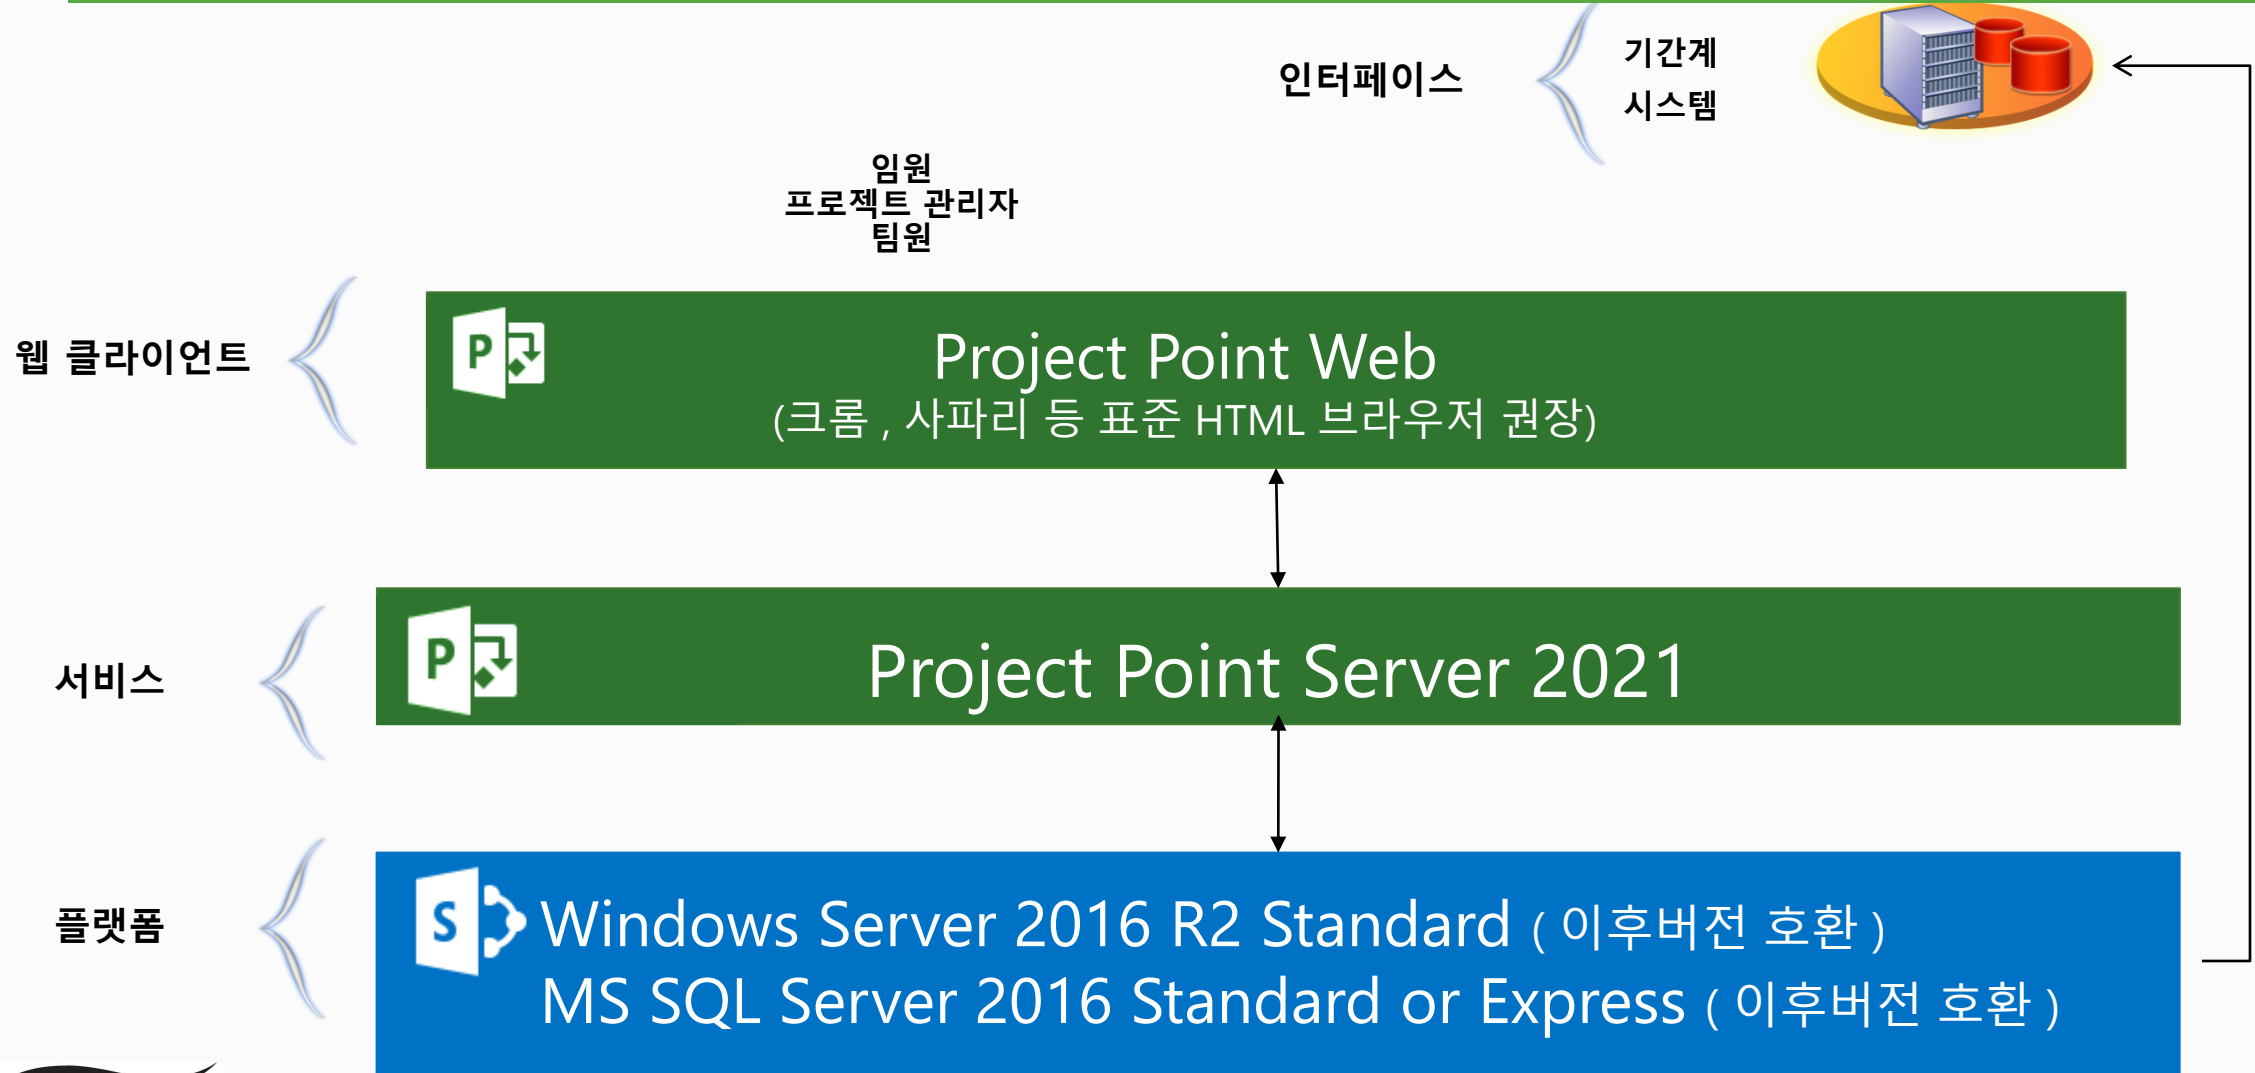 인터페이스
기간계
시스템
임원
프로젝트 관리자
팀원
웹 클라이언트
P
Project Point Web
(크롬 , 사파리 등 표준 HTML 브라우저 권장)
서비스
P
Project Point Server 2021
플랫폼
S
Windows Server 2016 R2 Standard ( 이후버전 호환 )
MS SQL Server 2016 Standard or Express ( 이후버전 호환 )